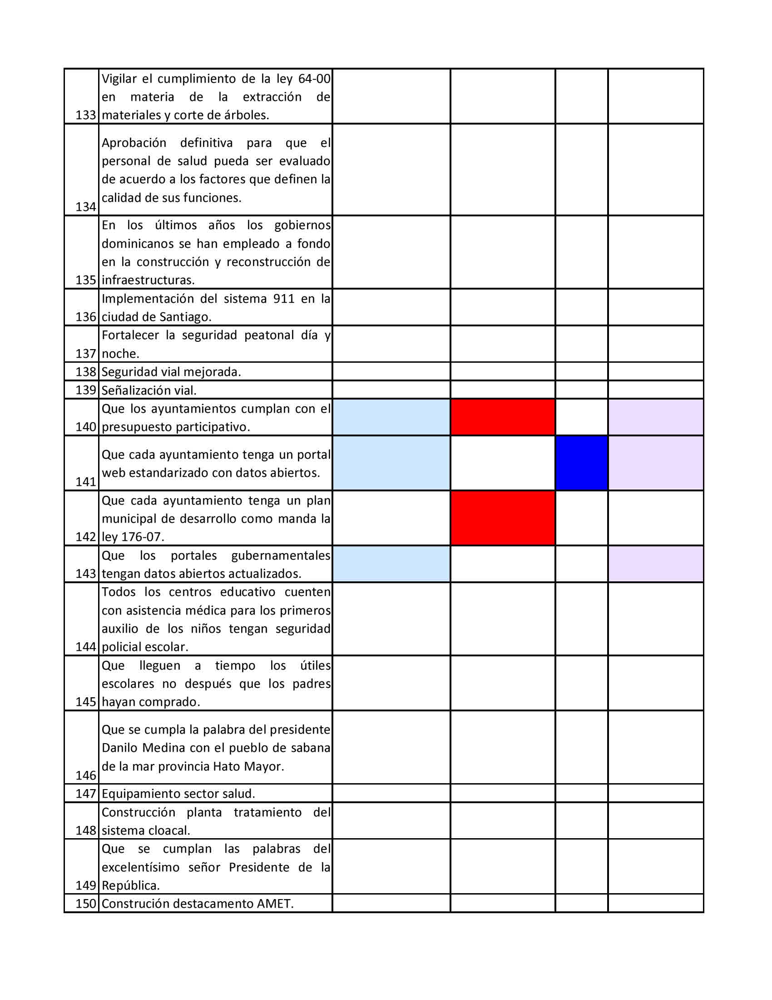 Vigilar el cumplimiento de la ley 64-00
en materia de la extracción de
133 materiales y corte de árboles.
Aprobación definitiva para que el
personal de salud pueda ser evaluado
de acuerdo a los factores que definen la
calidad de sus funciones.
134
En los últimos años los gobiernos
dominicanos se han empleado a fondo
en la construcción y reconstrucción de
135 infraestructuras.
Implementación del sistema 911 en la
136 ciudad de Santiago.
Fortalecer la seguridad peatonal día y
137 noche.
138 Seguridad vial mejorada.
139 Señalización vial.
Que los ayuntamientos cumplan con el
140 presupuesto participativo.
Que cada ayuntamiento tenga un portal
web estandarizado con datos abiertos.
141
Que cada ayuntamiento tenga un plan
municipal de desarrollo como manda la
142 ley 176-07.
Que los portales gubernamentales
143 tengan datos abiertos actualizados.
Todos los centros educativo cuenten
con asistencia médica para los primeros
auxilio de los niños tengan seguridad
144 policial escolar.
Que lleguen a tiempo los útiles
escolares no después que los padres
145 hayan comprado.
Que se cumpla la palabra del presidente
Danilo Medina con el pueblo de sabana
de la mar provincia Hato Mayor.
146
147 Equipamiento sector salud.
Construcción planta tratamiento del
148 sistema cloacal.
Que se cumplan las palabras del
excelentísimo señor Presidente de la
149 República.
150 Construción destacamento AMET.